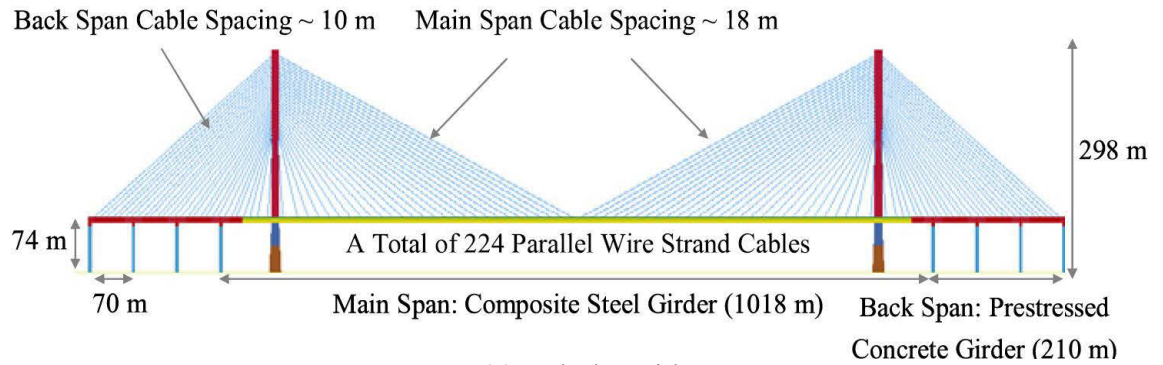 Back Span Cable Spacing ~ 10 m
Main Span Cable Spacing ~ 18 m
298 m
74 m
A Total of 224 Parallel Wire Strand Cables
70 m
Main Span: Composite Steel Girder (1018 m)
Back Span: Prestressed
Concrete Girder (210 m)